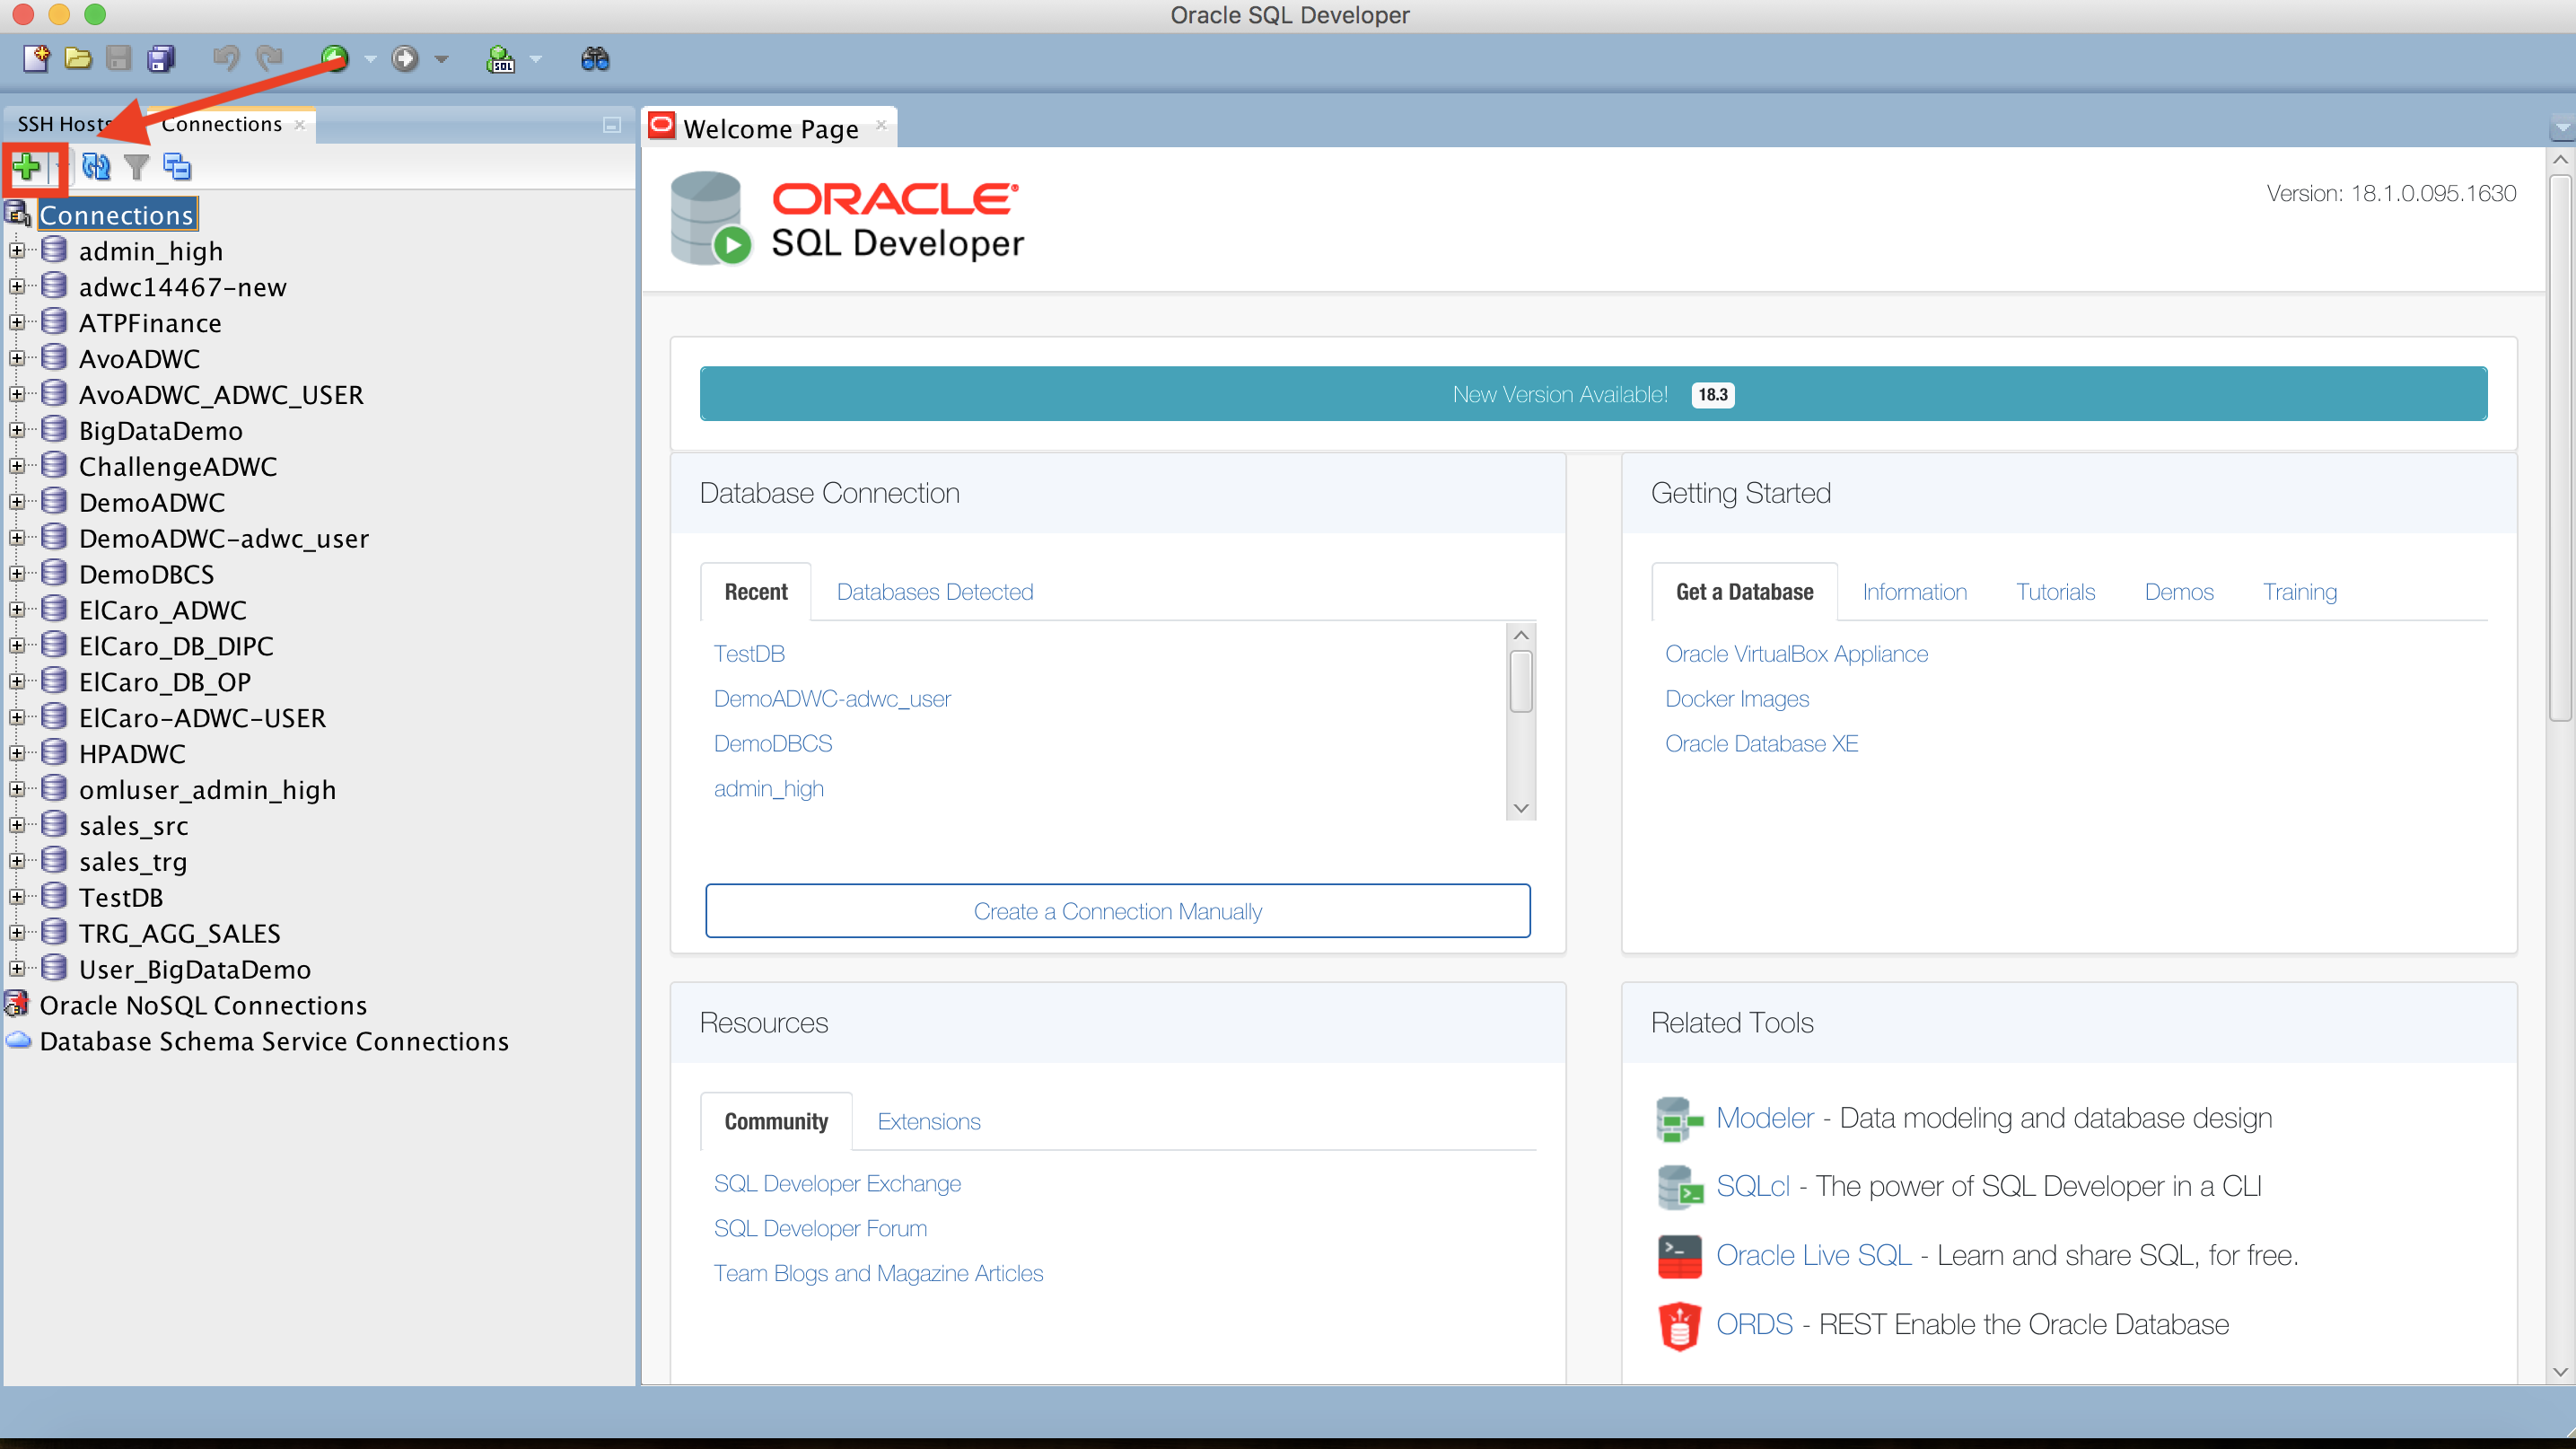 Oracle SQL Developer
SQL
SSH Hosts
Connections
Welcome Page
Connections
admin_high
adwc14467-new
ATPFinance
AvoADWC
AvoADWC_ADWC_USER
BigDataDemo
ChallengeADWC
DemoADWC
DemoADWC-adwc_user
DemoDBCS
ElCaro_ADWC
ElCaro_DB_DIPC
ElCaro_DB_OP
ElCaro-ADWC-USER
HPADWC
omluser_admin_high
sales_src
sales_trg
TestDB
TRG_AGG_SALES
User_BigDataDemo
Oracle NoSQL Connections
Database Schema Service Connections
ORACLE
SQL Developer
Version: 18.1.0.095.1630
New Version Available! 18.3
Database Connection
Recent
Databases Detected
TestDB
DemoADWC-adwc_user
DemoDBCS
admin_high
Create a Connection Manually
Getting Started
Get a Database
Information
Tutorials
Demos
Training
Oracle VirtualBox Appliance
Docker Images
Oracle Database XE
Resources
Community
Extensions
SQL Developer Exchange
SQL Developer Forum
Team Blogs and Magazine Articles
Related Tools
Modeler - Data modeling and database design
SQLcl - The power of SQL Developer in a CLI
Oracle Live SQL - Learn and share SQL, for free.
ORDS - REST Enable the Oracle Database